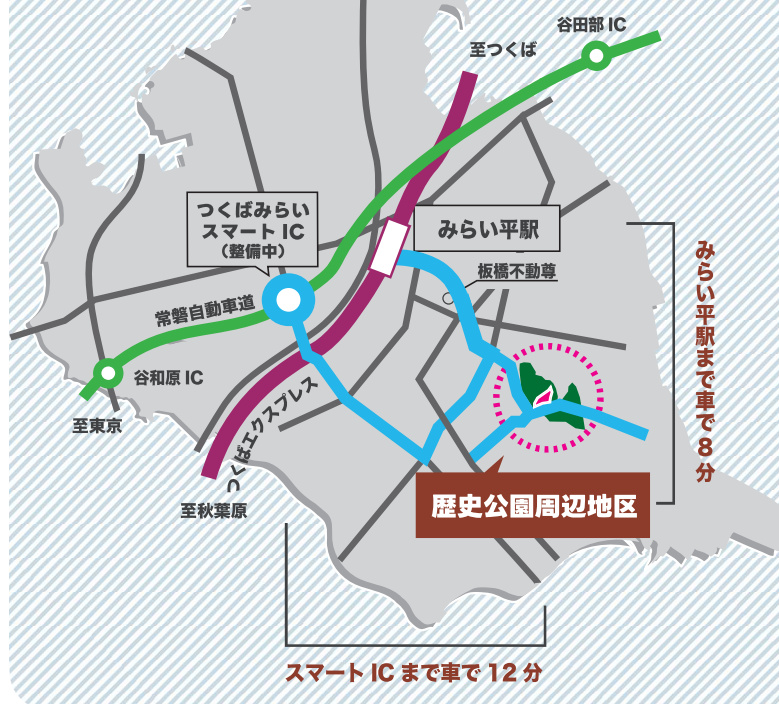 谷田部 IC
至つくば
つくばみらい
スマート IC
（整備中）
みらい平駅
板橋不動尊
常磐自動車道
谷和原 IC
至東京
つくばエクスプレス
至秋葉原
みらい平駅まで車で8分
歴史公園周辺地区
スマート IC まで車で 12 分